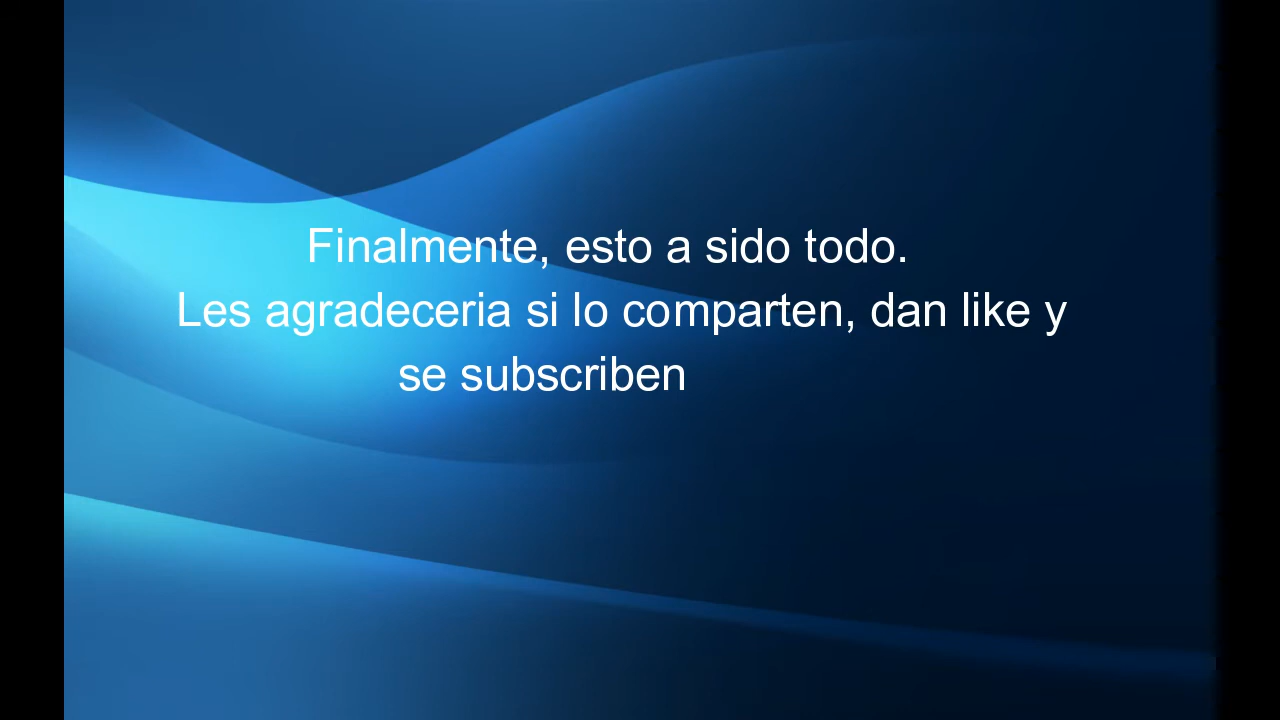 Finalmente, esto a sido todo.
Les agradeceria si lo comparten, dan like y
se subscriben